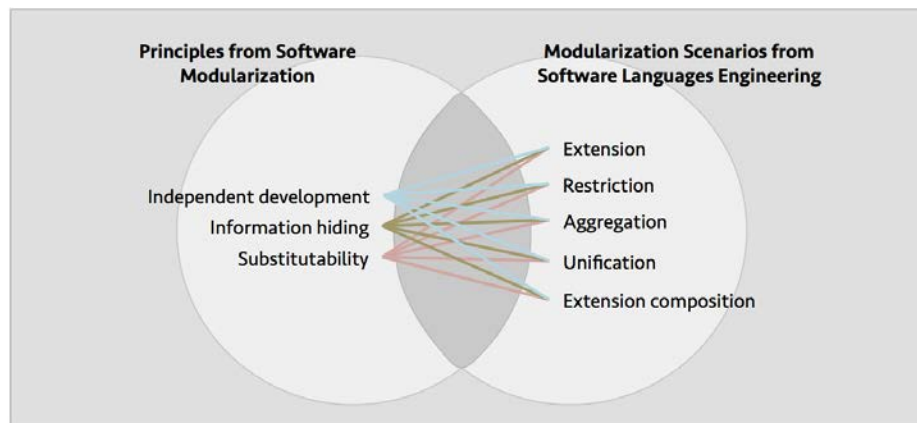 Principles from Software
Modularization
Modularization Scenarios from
Software Languages Engineering
Independent development
Information hiding
Substitutability
Extension
Restriction
Aggregation
Unification
Extension composition